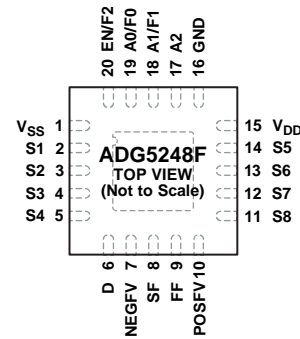 20 EN/F2
19 A0/F0
18 A1/F1
17 A2
16 GND
VSS 1
S1 2
S2 3
S3 4
S4 5
ADG5248F
TOP VIEW
(Not to Scale)
15 VDD
14 S5
13 S6
12 S7
11 S8
D 6
NEGFV 7
SF 8
FF 9
POSFV 10